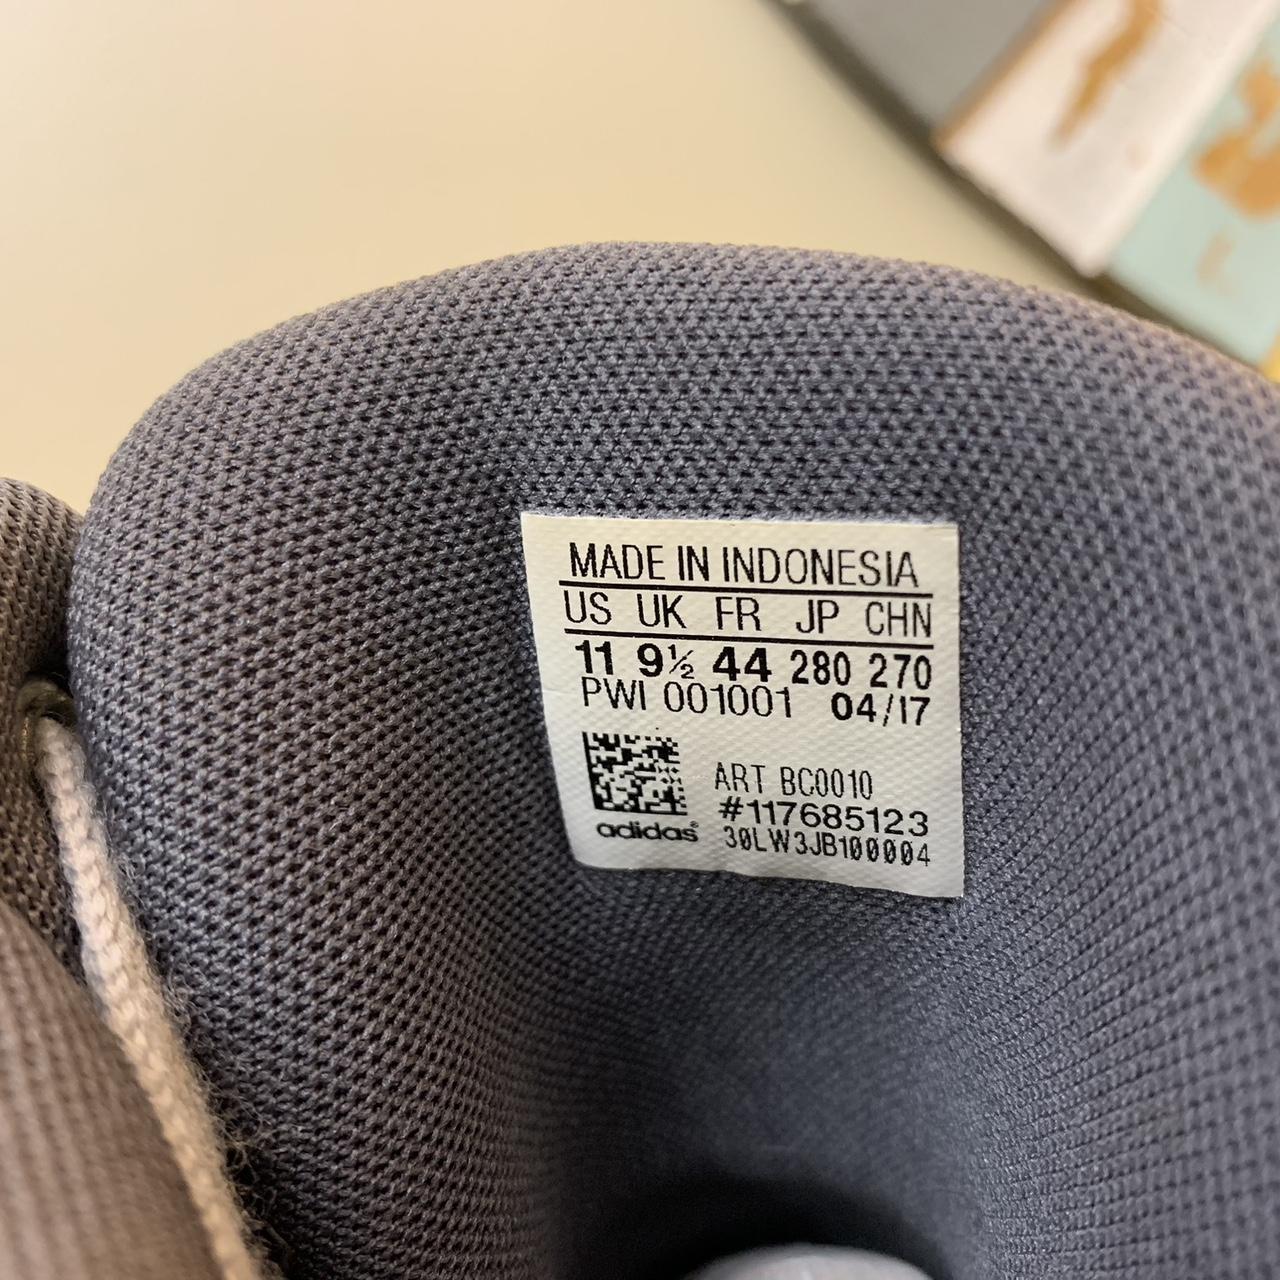 MADE IN INDONESIA
US UK FR JP CHN
11 9½ 44 280 270
PWI 001001 04/17
ART BC0010
#117685123
adidas® 30LW3JB100004